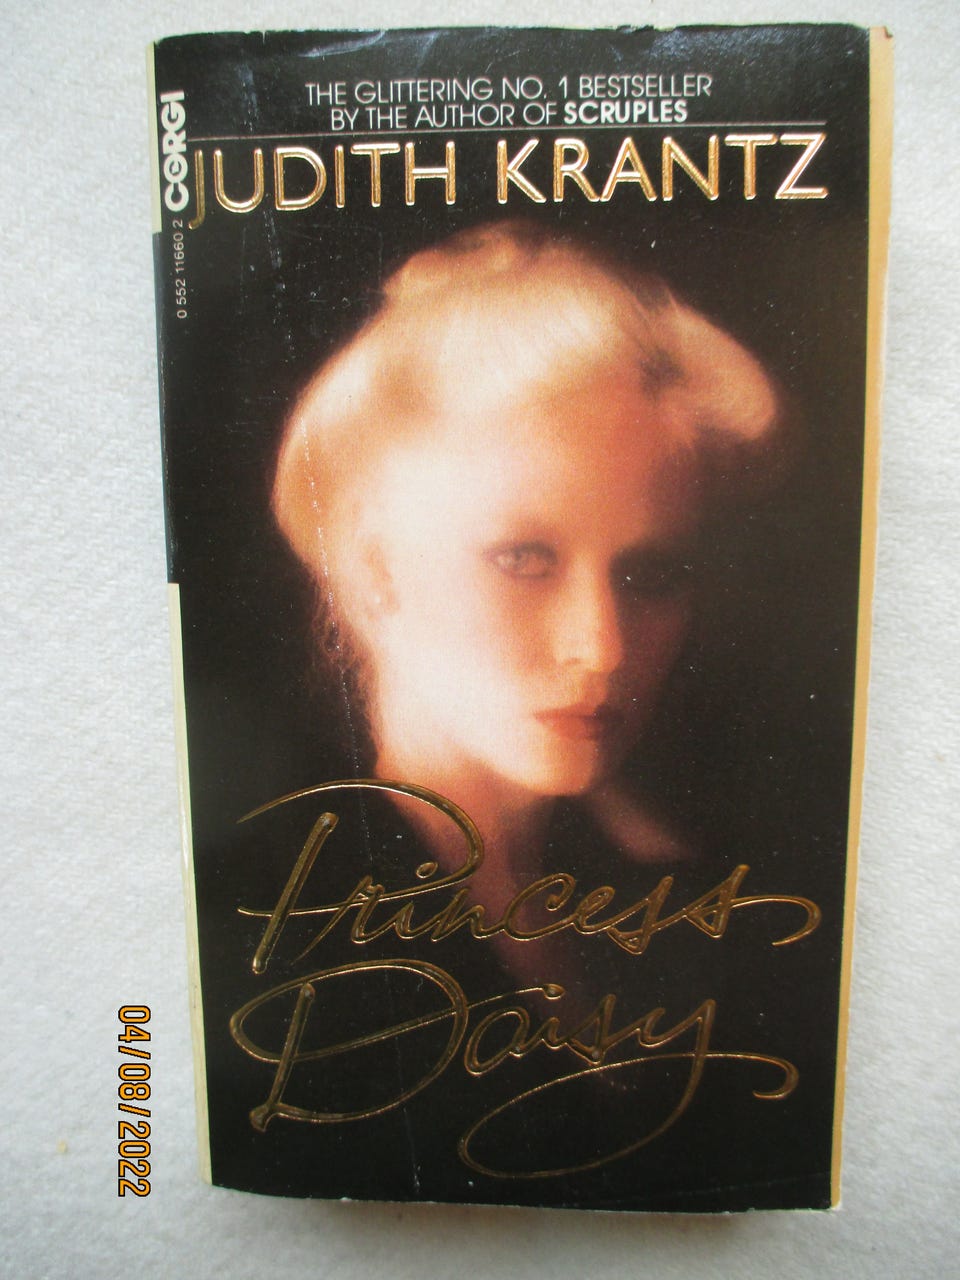 THE GLITTERING NO. 1 BESTSELLER
BY THE AUTHOR OF SCRUPLES
JUDITH KRANTZ
CORGI
0 552 11660 2
Princess
Daisy
04/08/2022